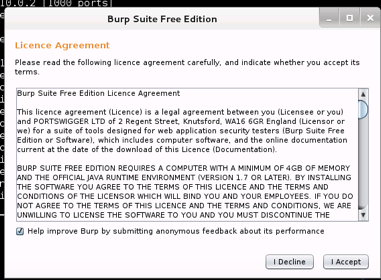 10.0.2 [1000 ports]
Burp Suite Free Edition
Licence Agreement
Please read the following licence agreement carefully, and indicate whether you accept its
terms.
Burp Suite Free Edition Licence Agreement
This licence agreement (Licence) is a legal agreement between you (Licensee or you)
and PORTSWIGGER LTD of 2 Regent Street, Knutsford, WA16 6GR England (Licensor or
we) for a suite of tools designed for web application security testers (Burp Suite Free
Edition or Software), which includes computer software, and the online documentation
current at the date of the download of this Licence (Documentation).
BURP SUITE FREE EDITION REQUIRES A COMPUTER WITH A MINIMUM OF 4GB OF MEMORY
AND THE OFFICIAL JAVA RUNTIME ENVIRONMENT (VERSION 1.7 OR LATER). BY INSTALLING
THE SOFTWARE YOU AGREE TO THE TERMS OF THIS LICENCE AND THE TERMS AND
CONDITIONS OF THE LICENSOR WHICH WILL BIND YOU AND YOUR EMPLOYEES. IF YOU DO
NOT AGREE TO THE TERMS OF THIS LICENCE AND THE TERMS AND CONDITIONS, WE ARE
UNWILLING TO LICENSE THE SOFTWARE TO YOU AND YOU MUST DISCONTINUE THE
Help improve Burp by submitting anonymous feedback about its performance
I Decline
I Accept